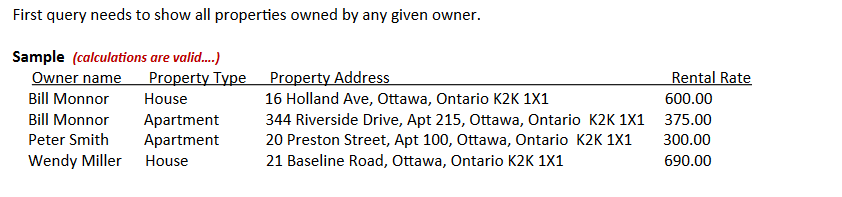 First query needs to show all properties owned by any given owner.
Sample (calculations are valid....)
Owner name Property Type Property Address Rental Rate
Bill Monnor House 16 Holland Ave, Ottawa, Ontario K2K 1X1 600.00
Bill Monnor Apartment 344 Riverside Drive, Apt 215, Ottawa, Ontario K2K 1X1 375.00
Peter Smith Apartment 20 Preston Street, Apt 100, Ottawa, Ontario K2K 1X1 300.00
Wendy Miller House 21 Baseline Road, Ottawa, Ontario K2K 1X1 690.00